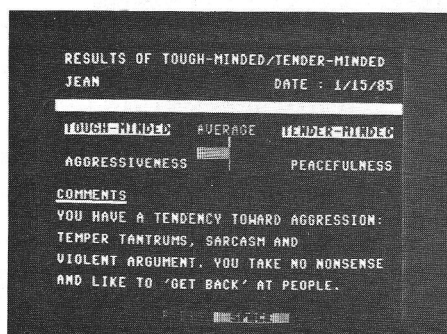 RESULTS OF TOUGH-MINDED/TENDER-MINDED
JEAN DATE : 1/15/85
TOUGH-MINDED AVERAGE TENDER-MINDED
AGGRESSIVENESS PEACEFULNESS
COMMENTS
YOU HAVE A TENDENCY TOWARD AGGRESSION:
TEMPER TANTRUMS, SARCASM AND
VIOLENT ARGUMENT. YOU TAKE NO NONSENSE
AND LIKE TO 'GET BACK' AT PEOPLE.
SPACE